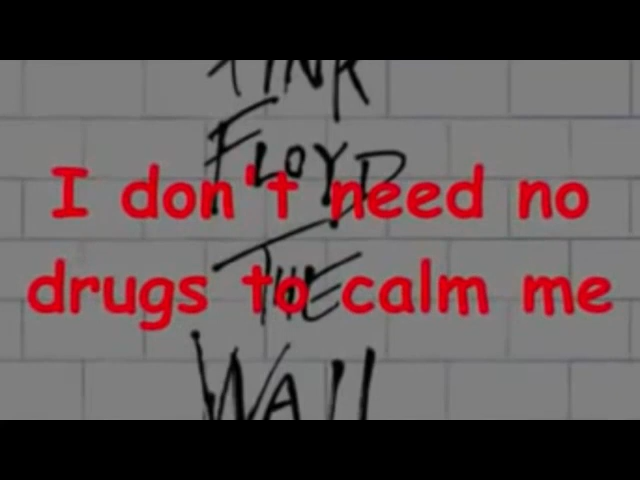 PINK
FLOYD
I don't need no
THE
drugs to calm me
WALL